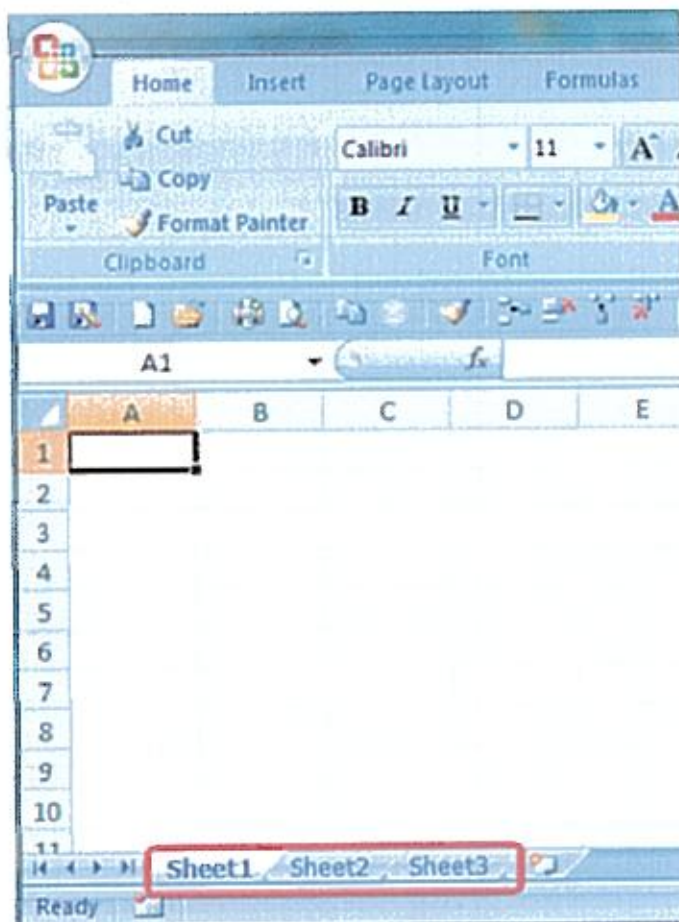 Home Insert Page Layout Formulas
Cut
Calibri 11 A
Copy
Paste
B I U A
Format Painter
Clipboard Font
A1 fx
A B C D E
1
2
3
4
5
6
7
8
9
10
11
Sheet1 Sheet2 Sheet3
Ready